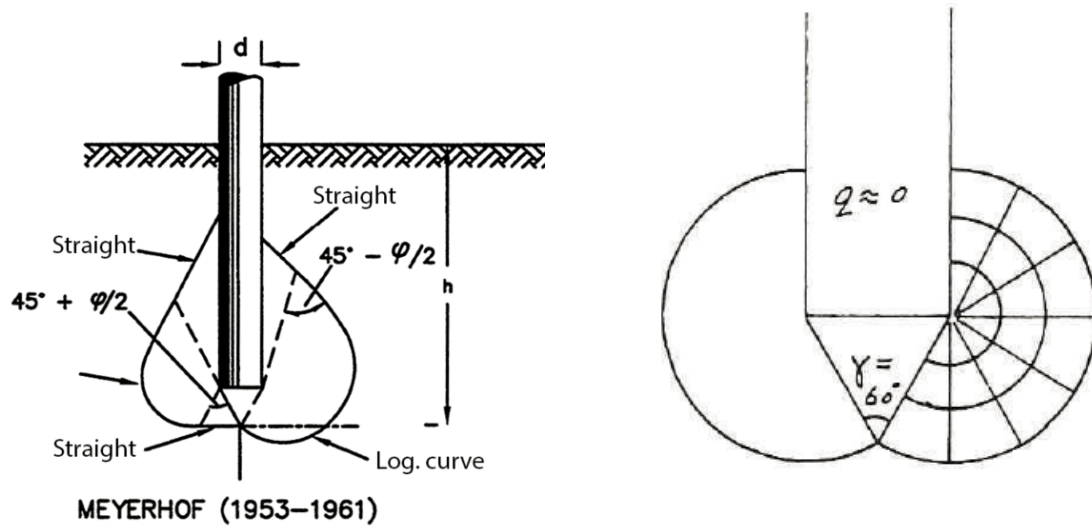 d
Straight
Straight
45° - φ/2
h
45° + φ/2
Straight
Log. curve
MEYERHOF (1953–1961)
q ≈ 0
γ =
60°